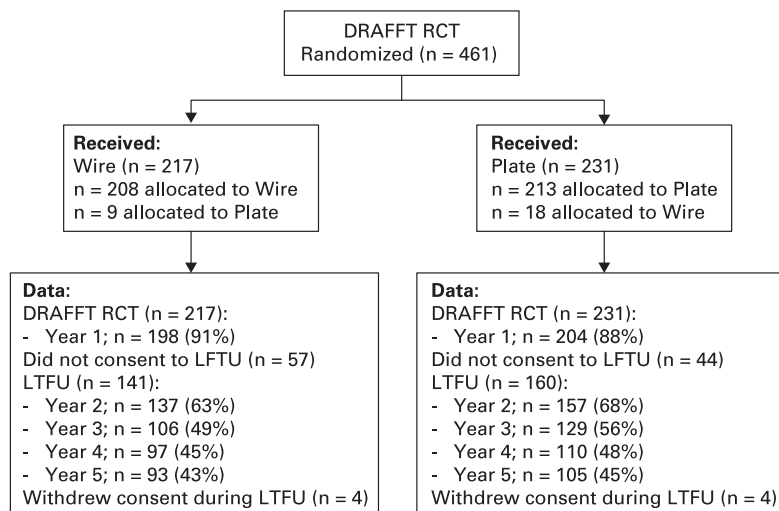 DRAFFT RCT
Randomized (n = 461)
Received:
Wire (n = 217)
n = 208 allocated to Wire
n = 9 allocated to Plate
Received:
Plate (n = 231)
n = 213 allocated to Plate
n = 18 allocated to Wire
Data:
DRAFFT RCT (n = 217):
- Year 1; n = 198 (91%)
Did not consent to LFTU (n = 57)
LTFU (n = 141):
- Year 2; n = 137 (63%)
- Year 3; n = 106 (49%)
- Year 4; n = 97 (45%)
- Year 5; n = 93 (43%)
Withdrew consent during LTFU (n = 4)
Data:
DRAFFT RCT (n = 231):
- Year 1; n = 204 (88%)
Did not consent to LFTU (n = 44)
LTFU (n = 160):
- Year 2; n = 157 (68%)
- Year 3; n = 129 (56%)
- Year 4; n = 110 (48%)
- Year 5; n = 105 (45%)
Withdrew consent during LTFU (n = 4)